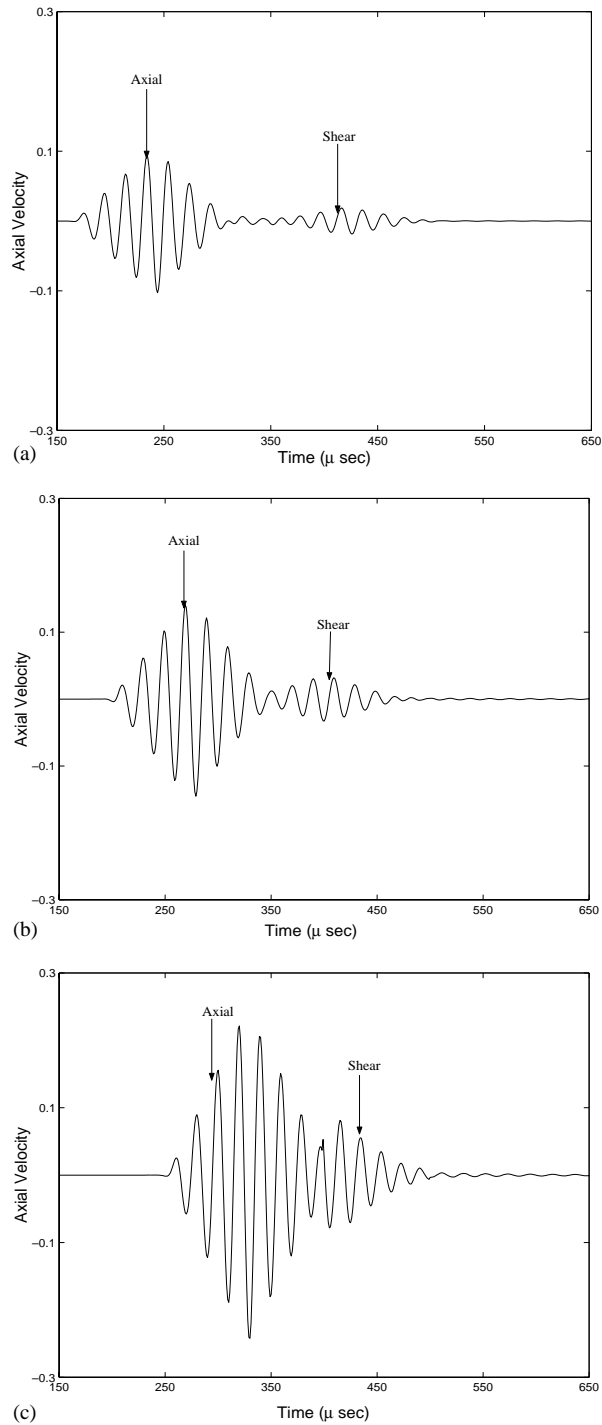 0.3
Axial
Shear
0.1
Axial Velocity
−0.1
−0.3
150 250 350 450 550 650
(a) Time (μ sec)
0.3
Axial
Shear
0.1
Axial Velocity
−0.1
−0.3
150 250 350 450 550 650
(b) Time (μ sec)
0.3
Axial
Shear
0.1
Axial Velocity
−0.1
−0.3
150 250 350 450 550 650
(c) Time (μ sec)